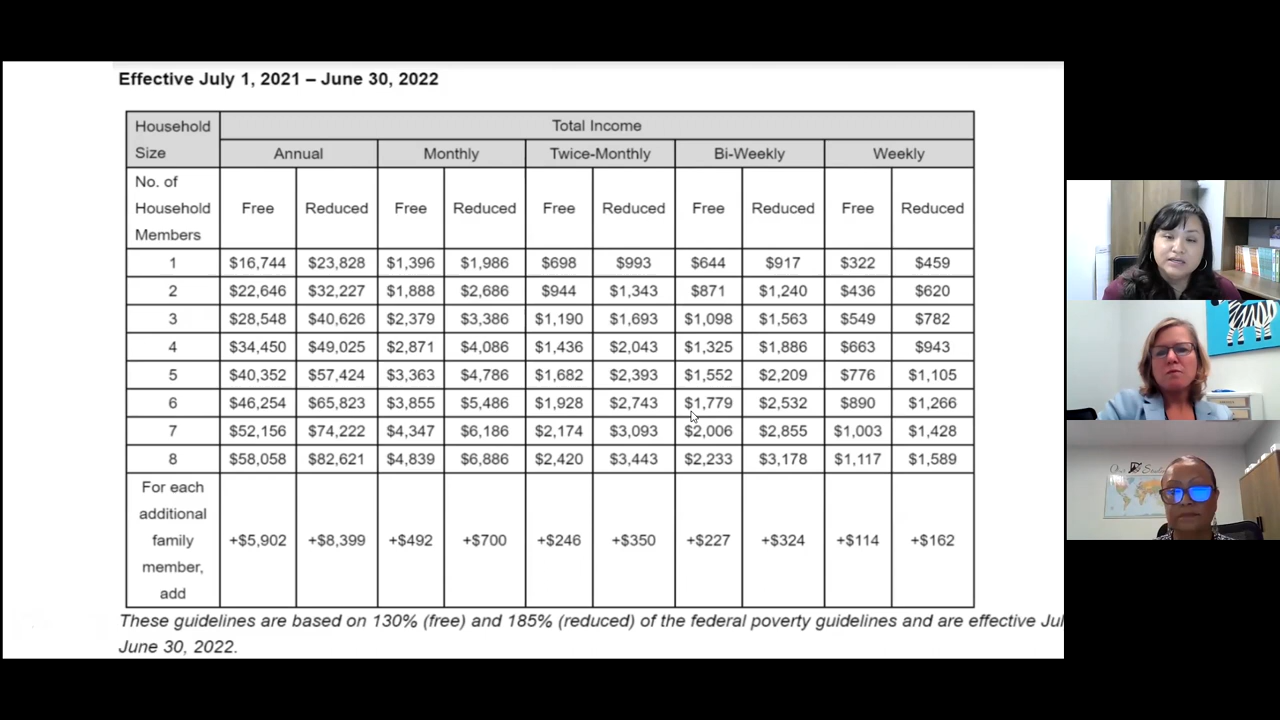 Effective July 1, 2021 – June 30, 2022
Household Size Total Income
Annual Monthly Twice-Monthly Bi-Weekly Weekly
No. of Household Members Free Reduced Free Reduced Free Reduced Free Reduced Free Reduced
1 $16,744 $23,828 $1,396 $1,986 $698 $993 $644 $917 $322 $459
2 $22,646 $32,227 $1,888 $2,686 $944 $1,343 $871 $1,240 $436 $620
3 $28,548 $40,626 $2,379 $3,386 $1,190 $1,693 $1,098 $1,563 $549 $782
4 $34,450 $49,025 $2,871 $4,086 $1,436 $2,043 $1,325 $1,886 $663 $943
5 $40,352 $57,424 $3,363 $4,786 $1,682 $2,393 $1,552 $2,209 $776 $1,105
6 $46,254 $65,823 $3,855 $5,486 $1,928 $2,743 $1,779 $2,532 $890 $1,266
7 $52,156 $74,222 $4,347 $6,186 $2,174 $3,093 $2,006 $2,855 $1,003 $1,428
8 $58,058 $82,621 $4,839 $6,886 $2,420 $3,443 $2,233 $3,178 $1,117 $1,589
For each additional family member, add +$5,902 +$8,399 +$492 +$700 +$246 +$350 +$227 +$324 +$114 +$162
These guidelines are based on 130% (free) and 185% (reduced) of the federal poverty guidelines and are effective Jul
June 30, 2022.